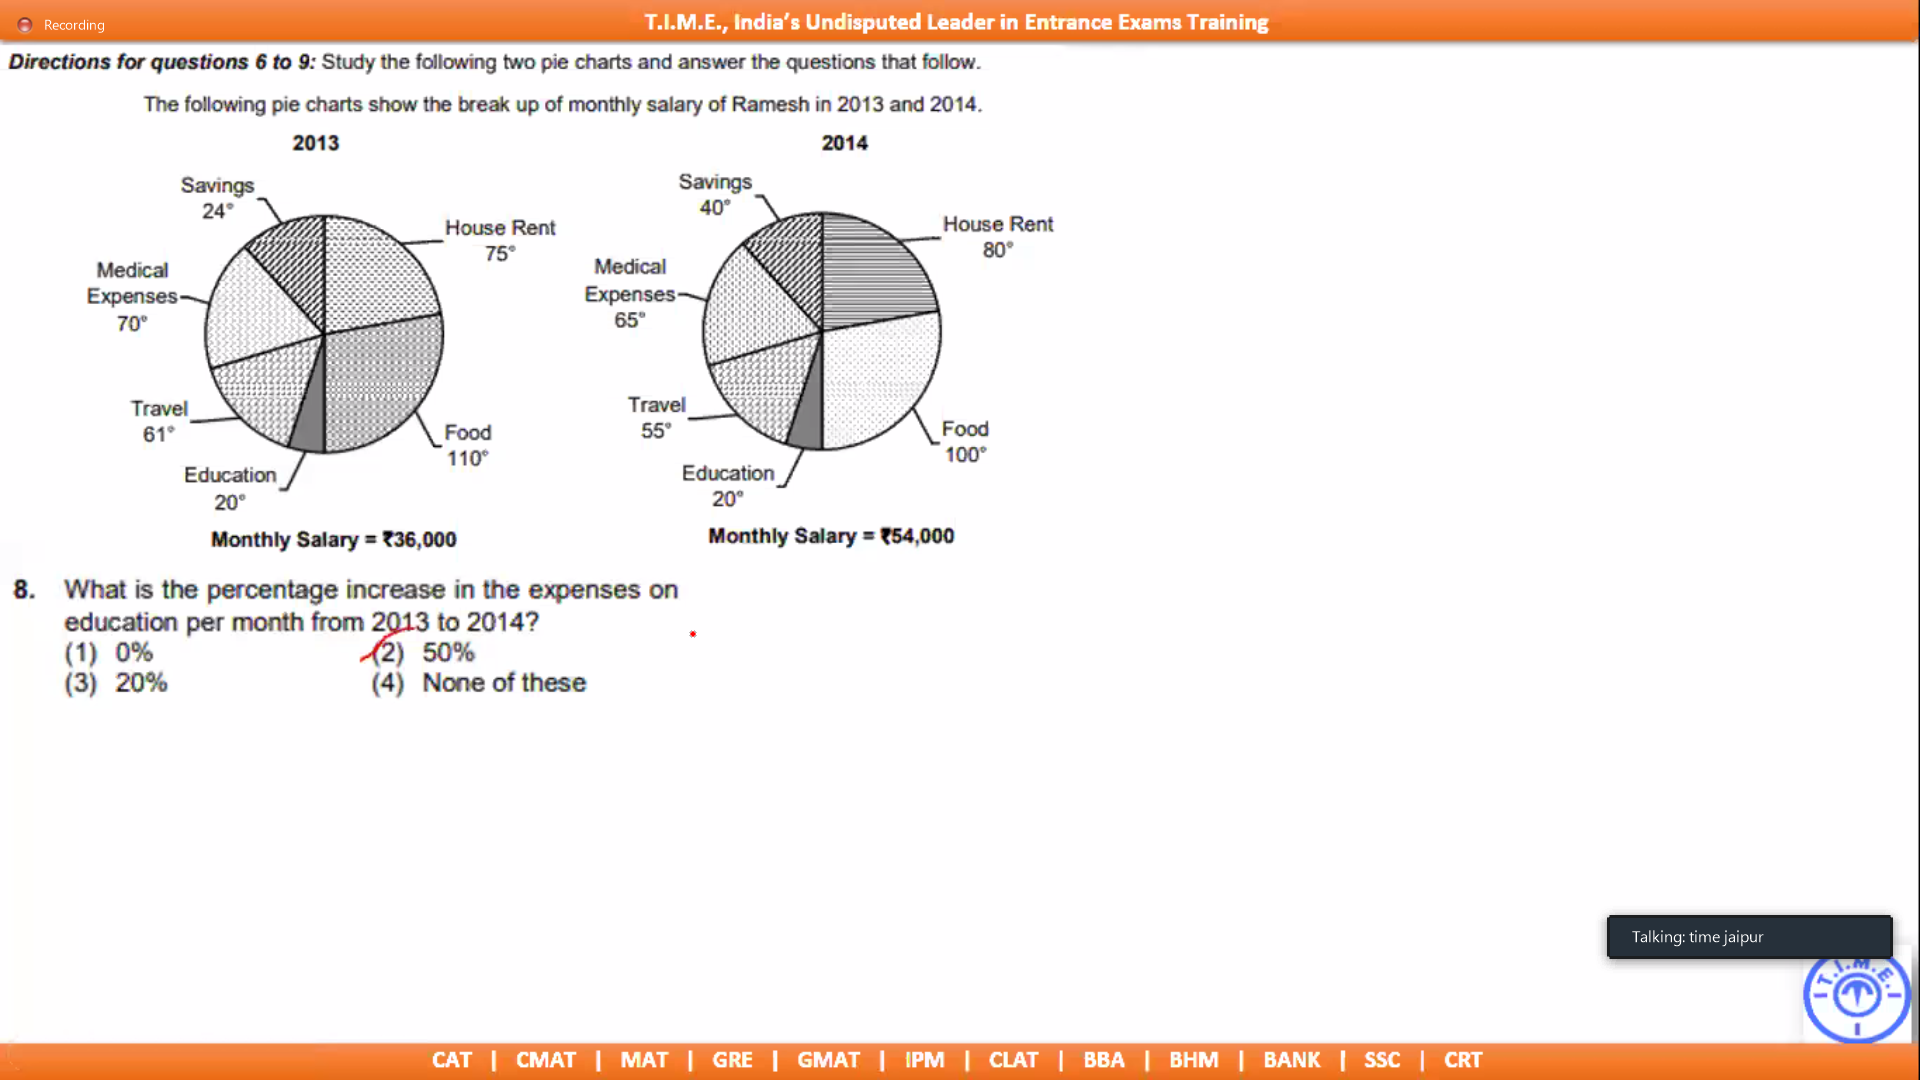 Recording
T.I.M.E., India's Undisputed Leader in Entrance Exams Training
Directions for questions 6 to 9: Study the following two pie charts and answer the questions that follow.
The following pie charts show the break up of monthly salary of Ramesh in 2013 and 2014.
2013
Savings
24°
House Rent
75°
Medical
Expenses
70°
Travel
61°
Food
110°
Education
20°
Monthly Salary = ₹36,000
2014
Savings
40°
House Rent
80°
Medical
Expenses
65°
Travel
55°
Food
100°
Education
20°
Monthly Salary = ₹54,000
8. What is the percentage increase in the expenses on
education per month from 2013 to 2014?
(1) 0% (2) 50%
(3) 20% (4) None of these
Talking: time jaipur
T.I.M.E.
CAT | CMAT | MAT | GRE | GMAT | IPM | CLAT | BBA | BHM | BANK | SSC | CRT